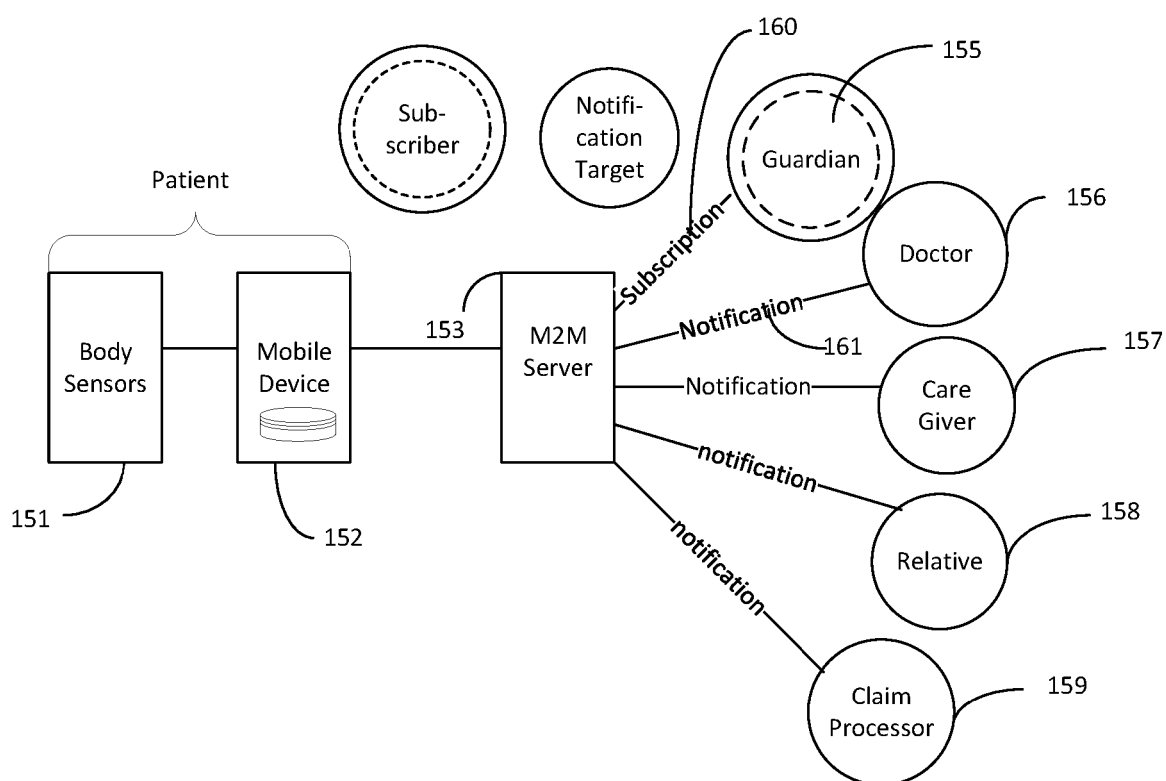 160
155
Sub-
scriber
Notifi-
cation
Target
Guardian
Patient
156
Doctor
Subscription
153
Notification
161
157
Body
Sensors
Mobile
Device
M2M
Server
Notification
Care
Giver
notification
151
152
158
Relative
notification
159
Claim
Processor